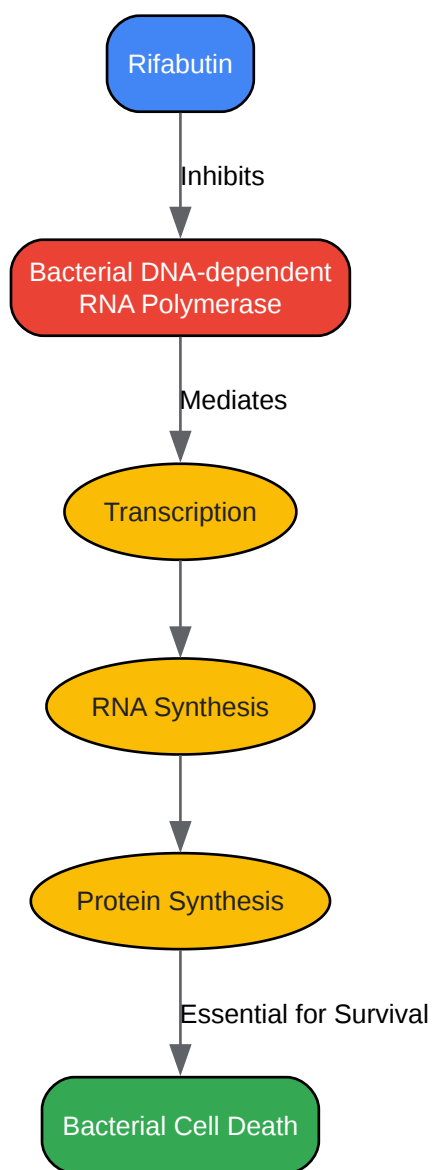 Rifabutin
Inhibits
Bacterial DNA-dependent
RNA Polymerase
Mediates
Transcription
RNA Synthesis
Protein Synthesis
Essential for Survival
Bacterial Cell Death